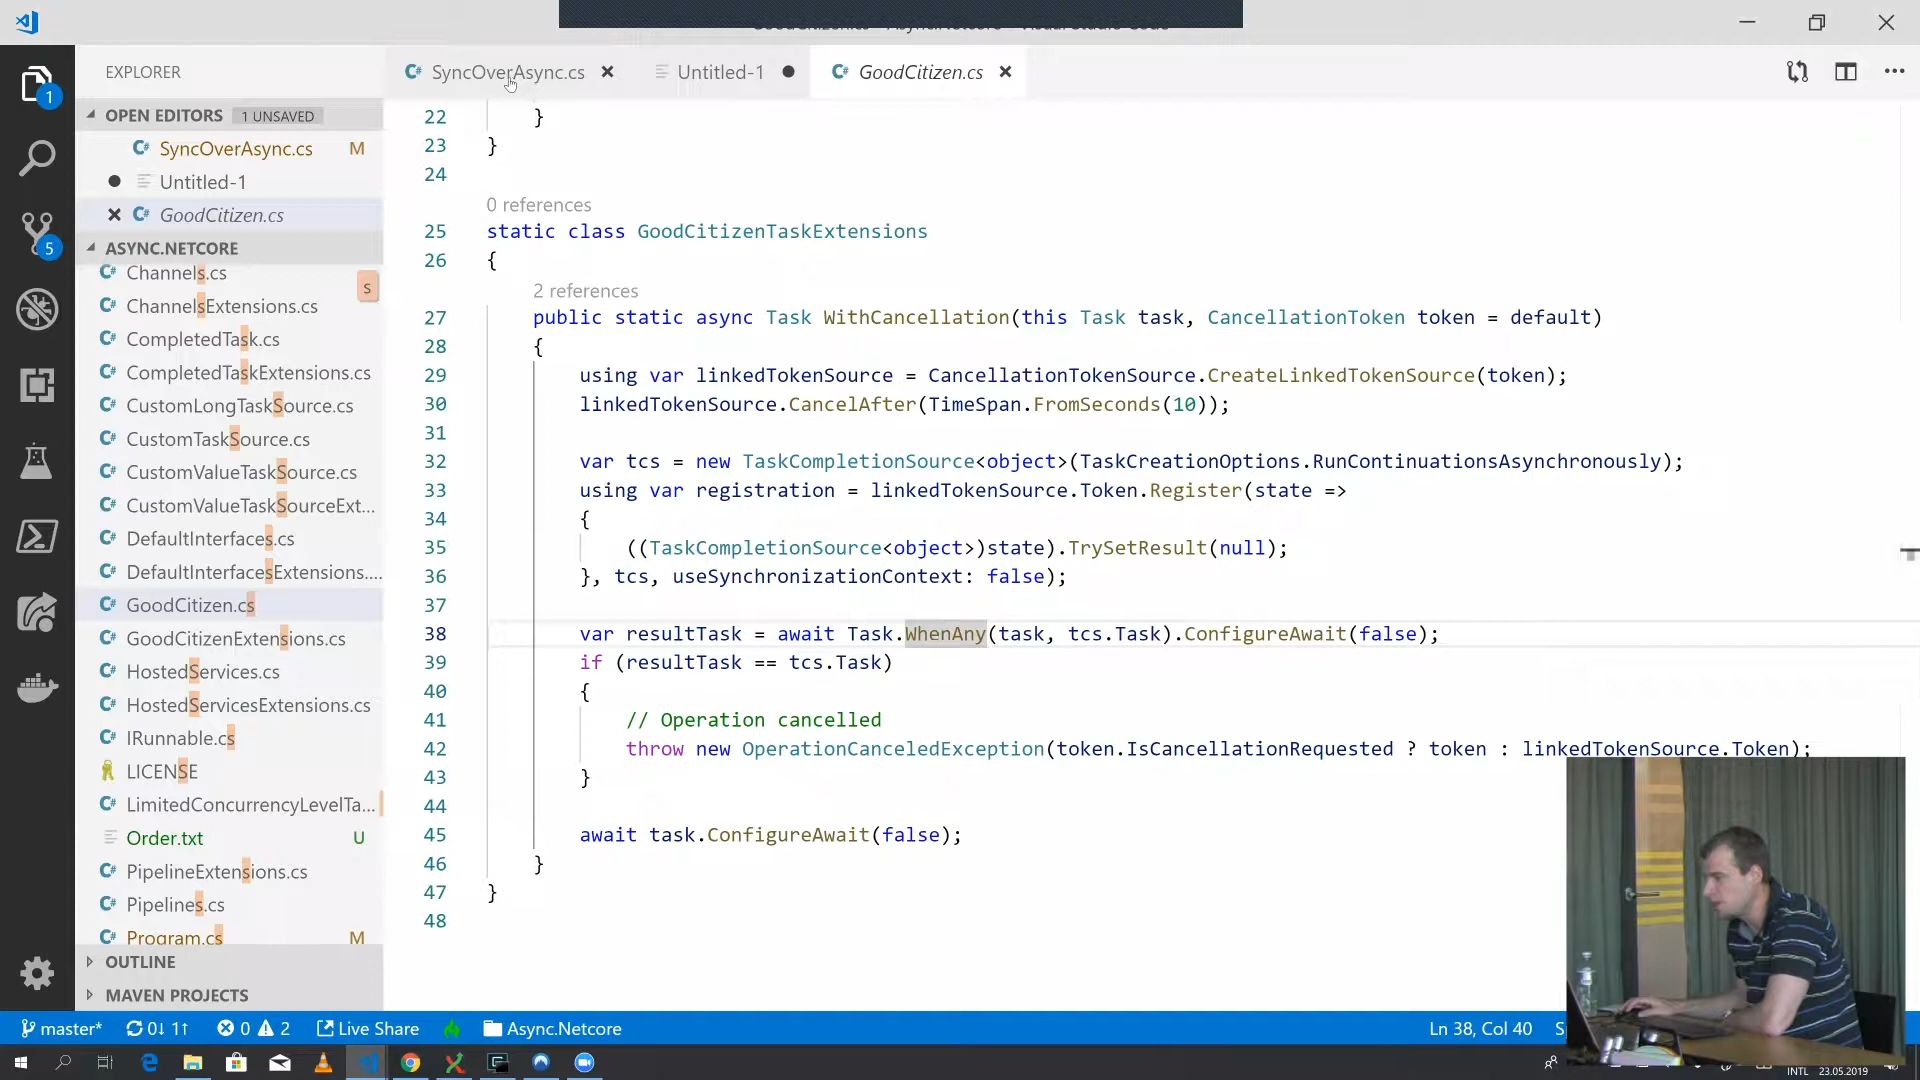 EXPLORER
SyncOverAsync.cs
Untitled-1
GoodCitizen.cs
1
OPEN EDITORS 1 UNSAVED
SyncOverAsync.cs M
Untitled-1
GoodCitizen.cs
5
ASYNC.NETCORE
s
Channels.cs
ChannelsExtensions.cs
CompletedTask.cs
CompletedTaskExtensions.cs
CustomLongTaskSource.cs
CustomTaskSource.cs
CustomValueTaskSource.cs
CustomValueTaskSourceExt...
DefaultInterfaces.cs
DefaultInterfacesExtensions....
GoodCitizen.cs
GoodCitizenExtensions.cs
HostedServices.cs
HostedServicesExtensions.cs
IRunnable.cs
LICENSE
LimitedConcurrencyLevelTa...
Order.txt U
PipelineExtensions.cs
Pipelines.cs
Program.cs M
OUTLINE
MAVEN PROJECTS
22 }
23 }
24
0 references
25 static class GoodCitizenTaskExtensions
26 {
2 references
27 public static async Task WithCancellation(this Task task, CancellationToken token = default)
28 {
29 using var linkedTokenSource = CancellationTokenSource.CreateLinkedTokenSource(token);
30 linkedTokenSource.CancelAfter(TimeSpan.FromSeconds(10));
31
32 var tcs = new TaskCompletionSource<object>(TaskCreationOptions.RunContinuationsAsynchronously);
33 using var registration = linkedTokenSource.Token.Register(state =>
34 {
35 ((TaskCompletionSource<object>)state).TrySetResult(null);
36 }, tcs, useSynchronizationContext: false);
37
38 var resultTask = await Task.WhenAny(task, tcs.Task).ConfigureAwait(false);
39 if (resultTask == tcs.Task)
40 {
41 // Operation cancelled
42 throw new OperationCanceledException(token.IsCancellationRequested ? token : linkedTokenSource.Token);
43 }
44
45 await task.ConfigureAwait(false);
46 }
47 }
48
master* 0↓ 1↑ 0 2 Live Share Async.Netcore Ln 38, Col 40
INTL 23.05.2019